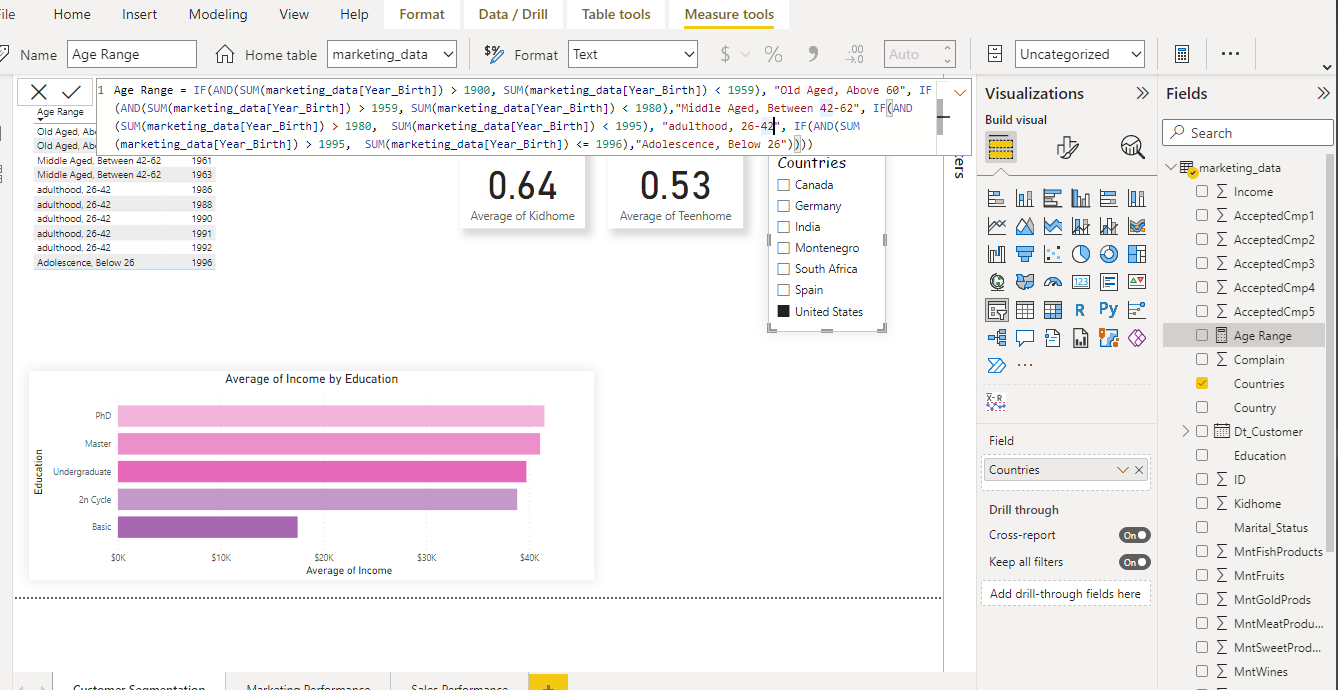 File Home Insert Modeling View Help Format Data / Drill Table tools Measure tools
Name Age Range Home table marketing_data Format Text $ % 9 .00 Auto Uncategorized ...
1 Age Range = IF(AND(SUM(marketing_data[Year_Birth]) > 1900, SUM(marketing_data[Year_Birth]) < 1959), "Old Aged, Above 60", IF
(AND(SUM(marketing_data[Year_Birth]) > 1959, SUM(marketing_data[Year_Birth]) < 1980),"Middle Aged, Between 42-62", IF(AND
(SUM(marketing_data[Year_Birth]) > 1980,  SUM(marketing_data[Year_Birth]) < 1995), "adulthood, 26-42", IF(AND(SUM
(marketing_data[Year_Birth]) > 1995,  SUM(marketing_data[Year_Birth]) <= 1996),"Adolescence, Below 26"))))
Age Range
Old Aged, Abo
Old Aged, Abo
Middle Aged, Between 42-62 1961
Middle Aged, Between 42-62 1963
adulthood, 26-42 1986
adulthood, 26-42 1988
adulthood, 26-42 1990
adulthood, 26-42 1991
adulthood, 26-42 1992
Adolescence, Below 26 1996
0.64
Average of Kidhome
0.53
Average of Teenhome
Countries
Canada
Germany
India
Montenegro
South Africa
Spain
United States
Average of Income by Education
Education
PhD
Master
Undergraduate
2n Cycle
Basic
$0K $10K $20K $30K $40K
Average of Income
Customer Segmentation Marketing Performance Sales Performance +
Visualizations
Build visual
R Py
...
X-R
Field
Countries
Drill through
Cross-report On
Keep all filters On
Add drill-through fields here
Fields
Search
marketing_data
Income
AcceptedCmp1
AcceptedCmp2
AcceptedCmp3
AcceptedCmp4
AcceptedCmp5
Age Range
Complain
Countries
Country
Dt_Customer
Education
ID
Kidhome
Marital_Status
MntFishProducts
MntFruits
MntGoldProds
MntMeatProdu...
MntSweetProd...
MntWines